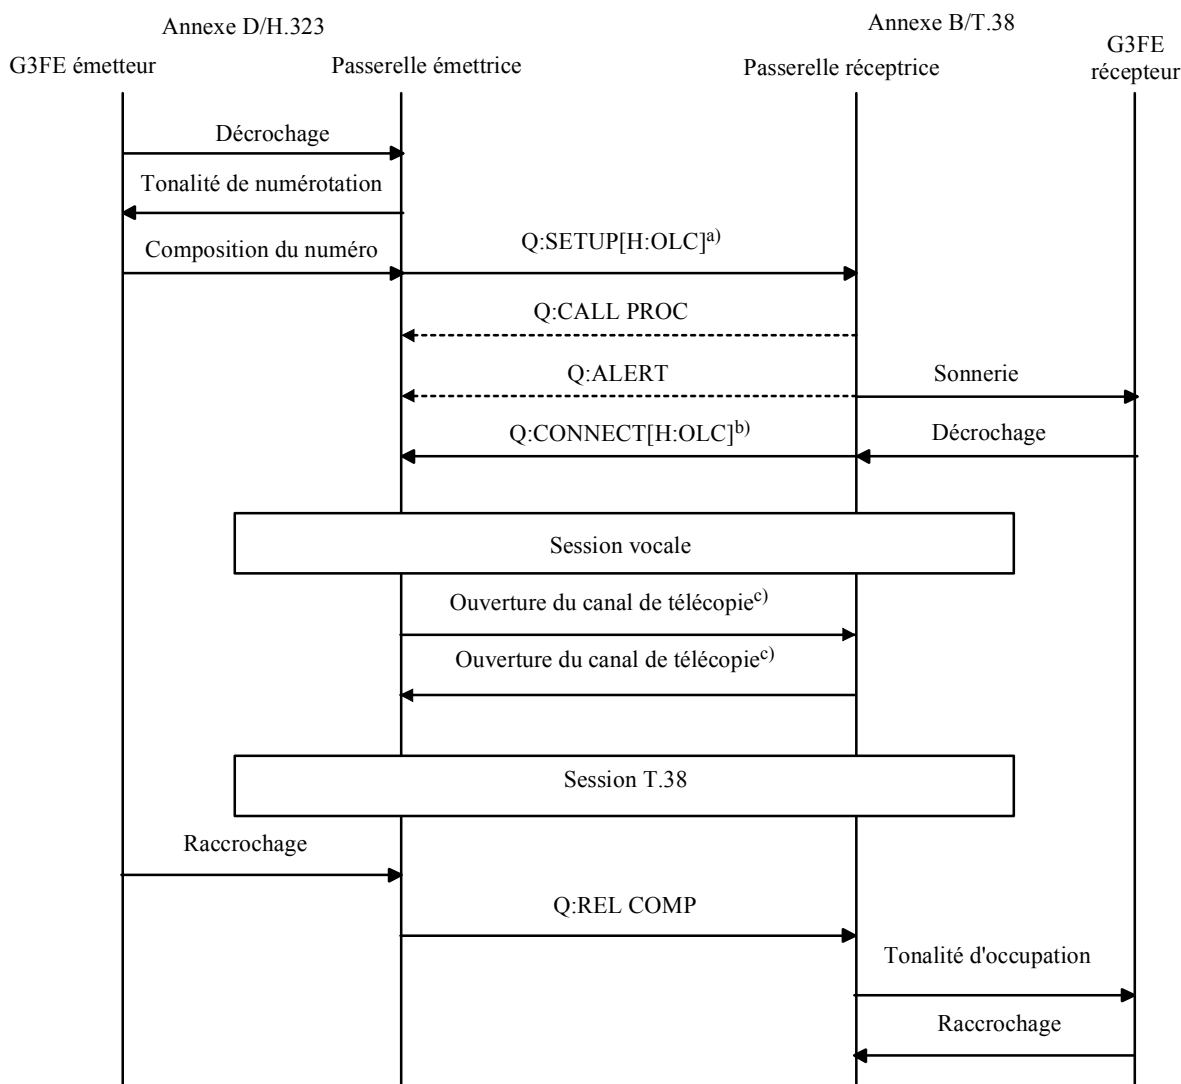 Annexe D/H.323
Annexe B/T.38
G3FE émetteur
Passerelle émettrice
Passerelle réceptrice
G3FE
récepteur
Décrochage
Tonalité de numérotation
Composition du numéro
Q:SETUP[H:OLC]a)
Q:CALL PROC
Q:ALERT
Sonnerie
Q:CONNECT[H:OLC]b)
Décrochage
Session vocale
Ouverture du canal de télécopiec)
Ouverture du canal de télécopiec)
Session T.38
Raccrochage
Q:REL COMP
Tonalité d'occupation
Raccrochage